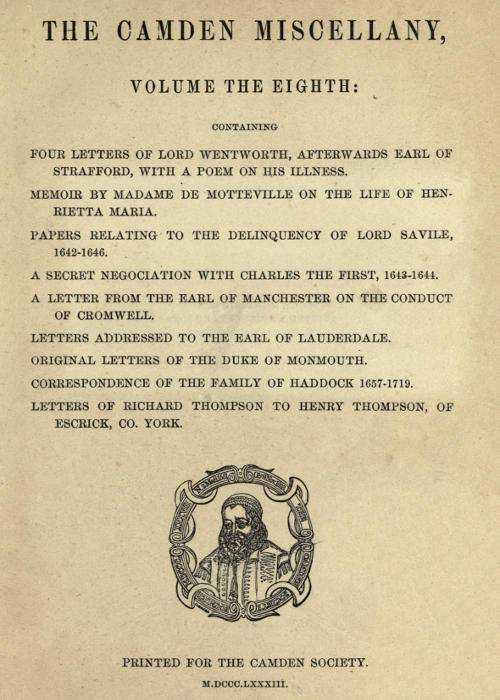 THE CAMDEN MISCELLANY,
VOLUME THE EIGHTH:
CONTAINING
FOUR LETTERS OF LORD WENTWORTH, AFTERWARDS EARL OF
STRAFFORD, WITH A POEM ON HIS ILLNESS.
MEMOIR BY MADAME DE MOTTEVILLE ON THE LIFE OF HEN-
RIETTA MARIA.
PAPERS RELATING TO THE DELINQUENCY OF LORD SAVILE,
1642-1646.
A SECRET NEGOCIATION WITH CHARLES THE FIRST, 1643-1644.
A LETTER FROM THE EARL OF MANCHESTER ON THE CONDUCT
OF CROMWELL.
LETTERS ADDRESSED TO THE EARL OF LAUDERDALE.
ORIGINAL LETTERS OF THE DUKE OF MONMOUTH.
CORRESPONDENCE OF THE FAMILY OF HADDOCK 1657-1719.
LETTERS OF RICHARD THOMPSON TO HENRY THOMPSON, OF
ESCRICK, CO. YORK.
PRINTED FOR THE CAMDEN SOCIETY.
M.DCCC.LXXXIII.